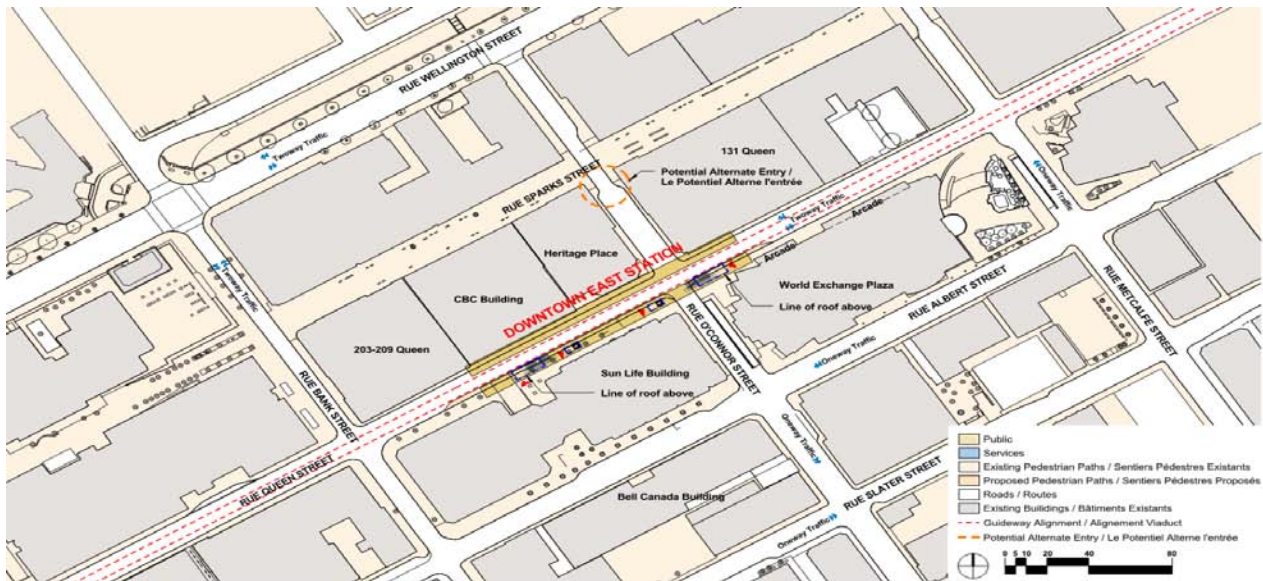 RUE WELLINGTON STREET
Twoway Traffic
131 Queen
Potential Alternate Entry /
Le Potentiel Alterne l'entrée
Oneway Traffic
RUE SPARKS STREET
Twoway Traffic
Arcade
Heritage Place
Arcade
DOWNTOWN EAST STATION
Twoway Traffic
CBC Building
World Exchange Plaza
Line of roof above
RUE ALBERT STREET
RUE METCALFE STREET
203-209 Queen
RUE O'CONNOR STREET
Oneway Traffic
Sun Life Building
Line of roof above
RUE BANK STREET
Oneway Traffic
RUE QUEEN STREET
Bell Canada Building
RUE SLATER STREET
Oneway Traffic
Public
Services
Existing Pedestrian Paths / Sentiers Pédestres Existants
Proposed Pedestrian Paths / Sentiers Pédestres Proposés
Roads / Routes
Existing Buildings / Bâtiments Existants
Guideway Alignment / Alignement Viaduct
Potential Alternate Entry / Le Potentiel Alterne l'entrée
0 5 10 20 40 80